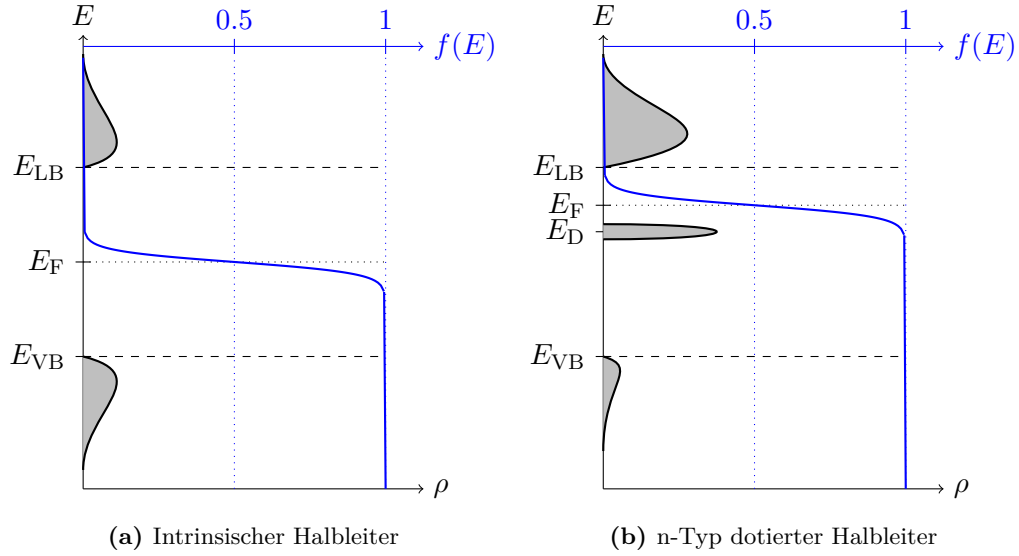 E
0.5
1
f(E)
E_LB
E_F
E_VB
ρ
(a) Intrinsischer Halbleiter
E
0.5
1
f(E)
E_LB
E_F
E_D
E_VB
ρ
(b) n-Typ dotierter Halbleiter